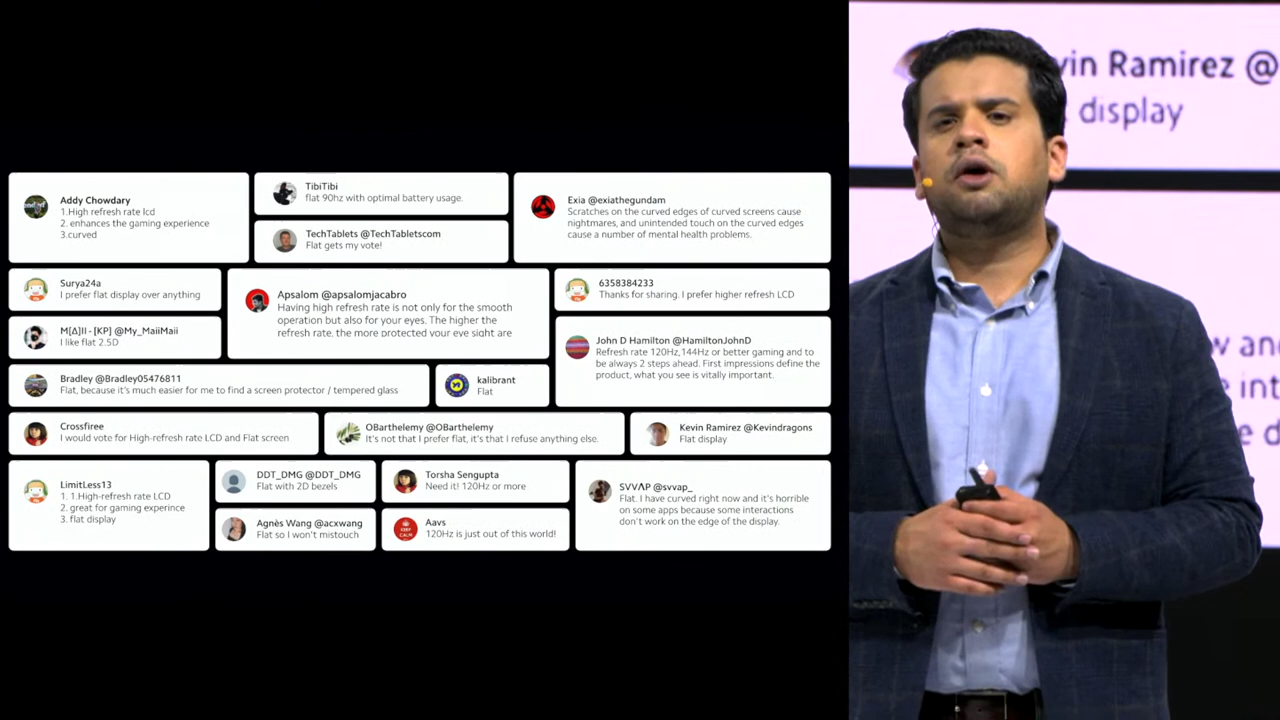 Addy Chowdary
1.High refresh rate lcd
2. enhances the gaming experience
3.curved
TibiTibi
flat 90hz with optimal battery usage.
TechTablets @TechTabletscom
Flat gets my vote!
Exia @exiathegundam
Scratches on the curved edges of curved screens cause
nightmares, and unintended touch on the curved edges
cause a number of mental health problems.
Surya24a
I prefer flat display over anything
M[Δ]II - [KP] @My_MaiiMaii
I like flat 2.5D
Apsalom @apsalomjacabro
Having high refresh rate is not only for the smooth
operation but also for your eyes. The higher the
refresh rate, the more protected your eye sight are
6358384233
Thanks for sharing. I prefer higher refresh LCD
John D Hamilton @HamiltonJohnD
Refresh rate 120Hz,144Hz or better gaming and to
be always 2 steps ahead. First impressions define the
product, what you see is vitally important.
Bradley @Bradley05476811
Flat, because it's much easier for me to find a screen protector / tempered glass
kalibrant
Flat
Crossfiree
I would vote for High-refresh rate LCD and Flat screen
OBarthelemy @OBarthelemy
It's not that I prefer flat, it's that I refuse anything else.
Kevin Ramirez @Kevindragons
Flat display
LimitLess13
1. 1.High-refresh rate LCD
2. great for gaming experince
3. flat display
DDT_DMG @DDT_DMG
Flat with 2D bezels
Agnès Wang @acxwang
Flat so I won't mistouch
Torsha Sengupta
Need it! 120Hz or more
Aavs
120Hz is just out of this world!
SVVΛP @svvap_
Flat. I have curved right now and it's horrible
on some apps because some interactions
don't work on the edge of the display.
KEEP
CALM
vin Ramirez @
display
w an
e int
e d